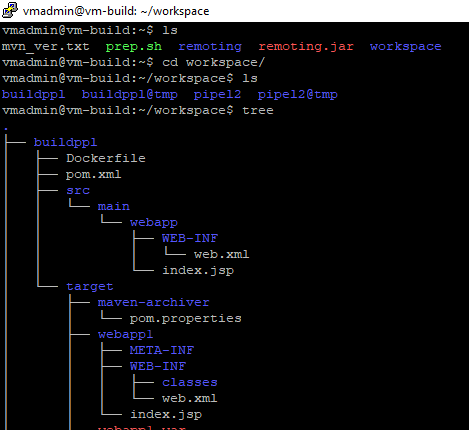 vmadmin@vm-build: ~/workspace
vmadmin@vm-build:~$ ls
mvn_ver.txt  prep.sh  remoting  remoting.jar  workspace
vmadmin@vm-build:~$ cd workspace/
vmadmin@vm-build:~/workspace$ ls
buildppl  buildppl@tmp  pipel2  pipel2@tmp
vmadmin@vm-build:~/workspace$ tree
.
├── buildppl
│   ├── Dockerfile
│   ├── pom.xml
│   ├── src
│   │   └── main
│   │       └── webapp
│   │           ├── WEB-INF
│   │           │   └── web.xml
│   │           └── index.jsp
│   └── target
│       ├── maven-archiver
│       │   └── pom.properties
│       ├── webappl
│       │   ├── META-INF
│       │   ├── WEB-INF
│       │   │   ├── classes
│       │   │   └── web.xml
│       │   └── index.jsp
│       └── webappl.war